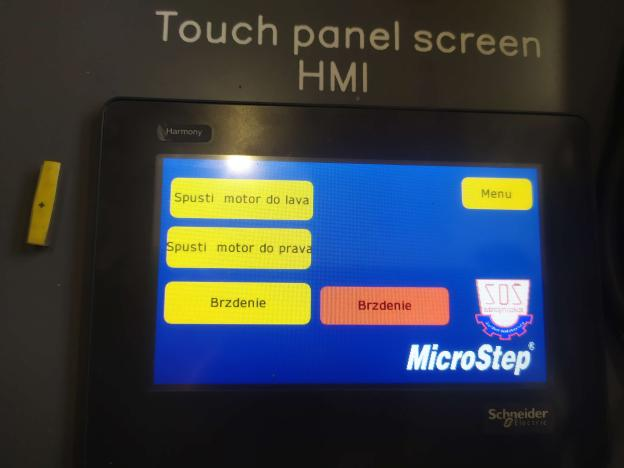 Touch panel screen
HMI
Harmony
Spusti motor do lava
Menu
Spusti motor do prava
Brzdenie
Brzdenie
SOS
MicroStep®
Schneider
Electric